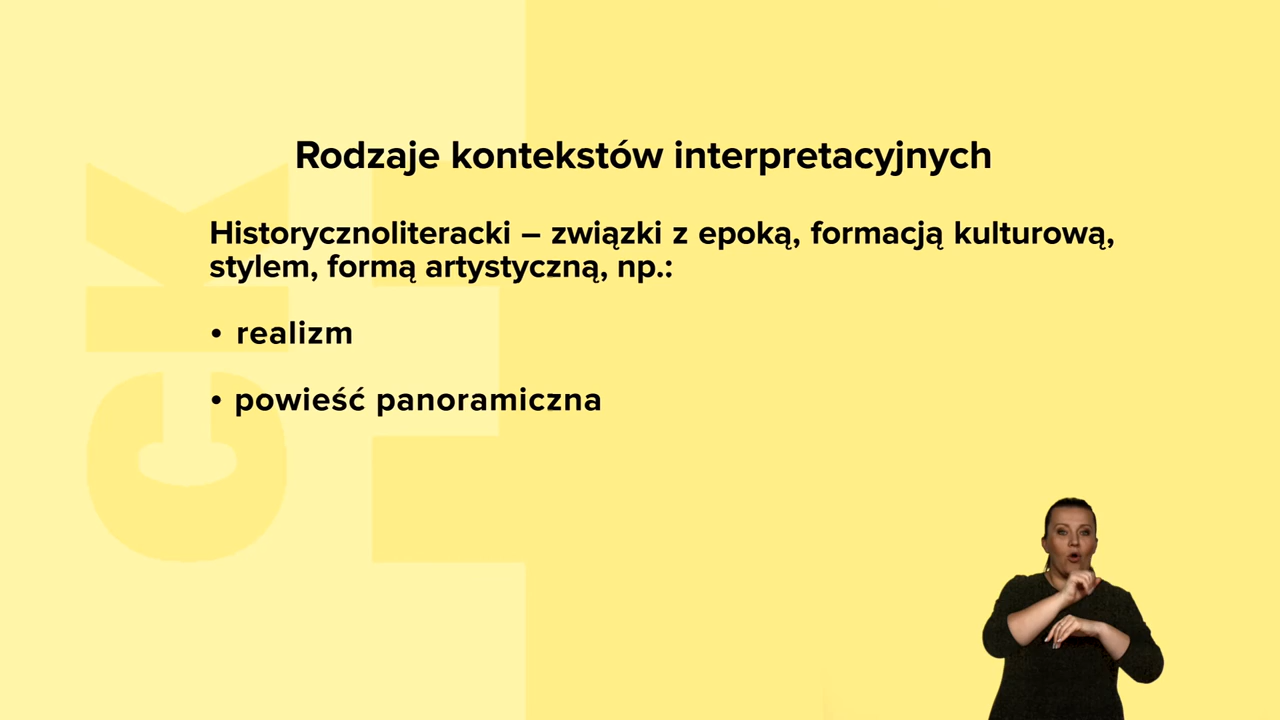 Rodzaje kontekstów interpretacyjnych
Historycznoliteracki – związki z epoką, formacją kulturową,
stylem, formą artystyczną, np.:
• realizm
• powieść panoramiczna